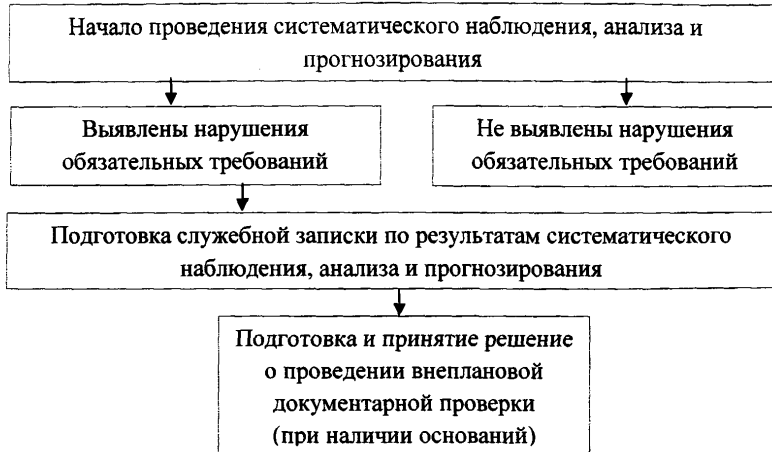 Начало проведения систематического наблюдения, анализа и
прогнозирования
Выявлены нарушения
обязательных требований
Не выявлены нарушения
обязательных требований
Подготовка служебной записки по результатам систематического
наблюдения, анализа и прогнозирования
Подготовка и принятие решение
о проведении внеплановой
документарной проверки
(при наличии оснований)